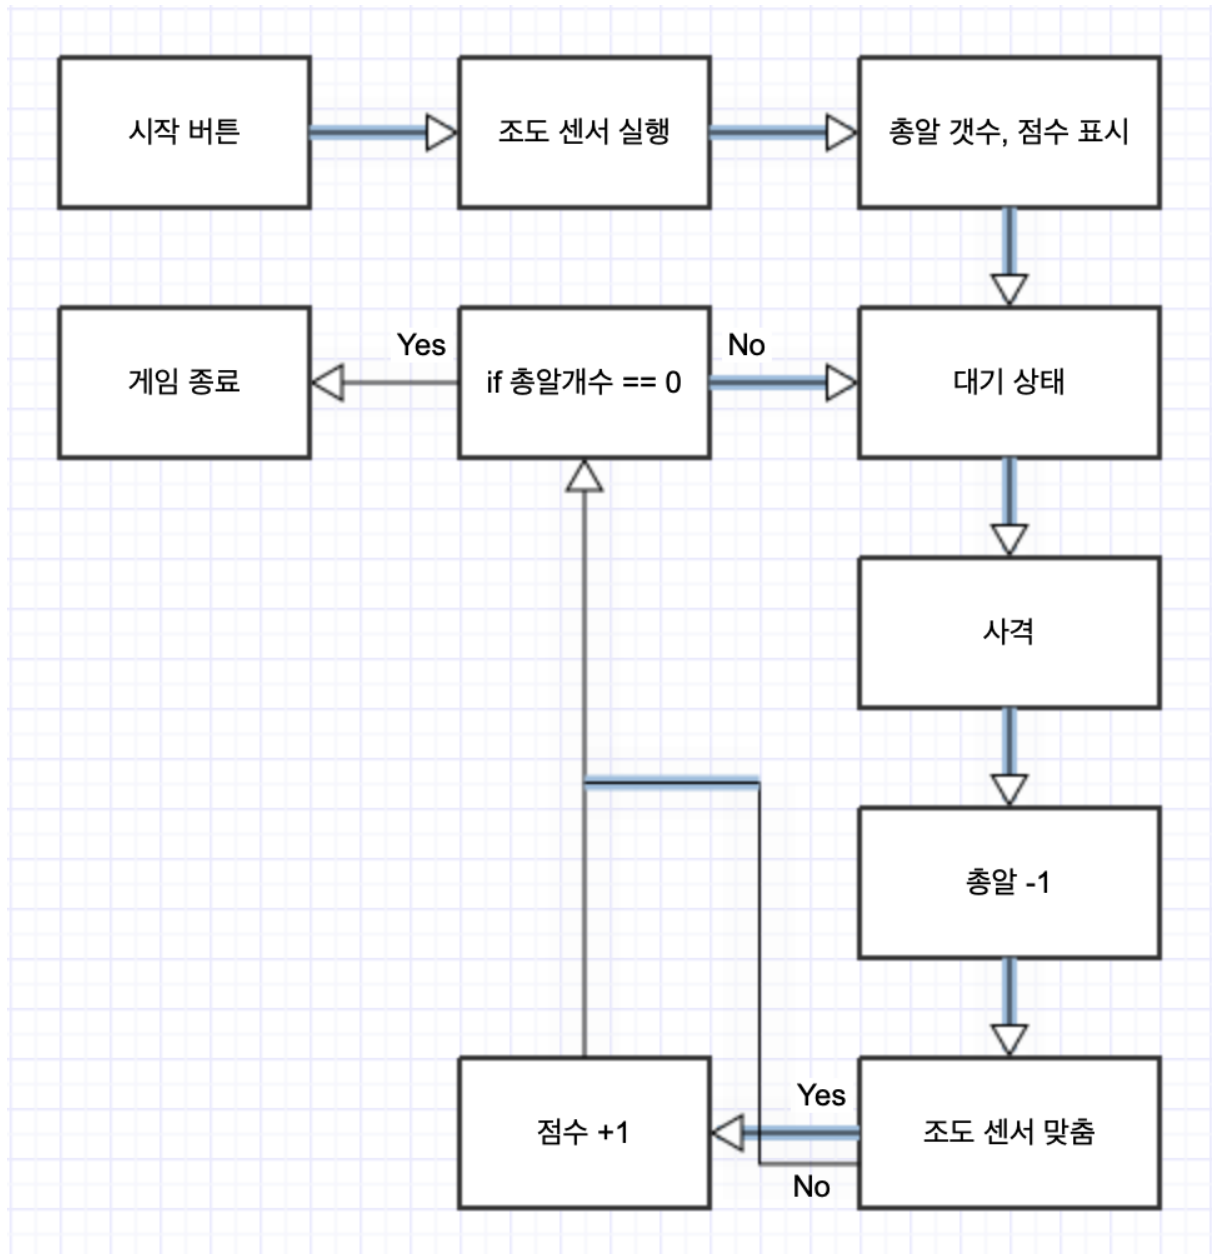 시작 버튼
조도 센서 실행
총알 갯수, 점수 표시
게임 종료
Yes
if 총알개수 == 0
No
대기 상태
사격
총알 -1
점수 +1
Yes
No
조도 센서 맞춤